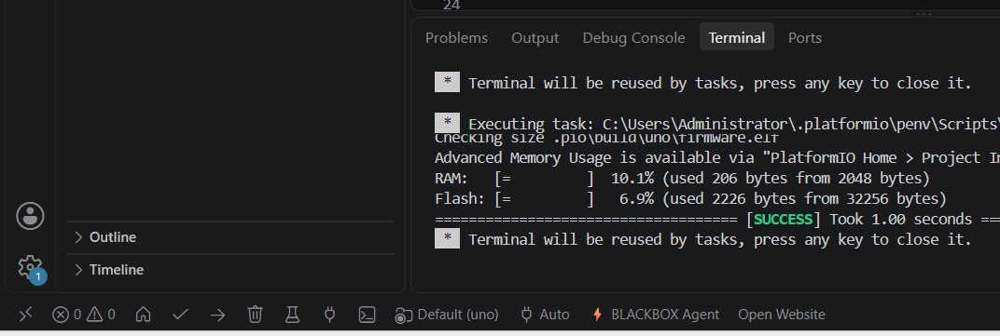 24
Problems Output Debug Console Terminal Ports
* Terminal will be reused by tasks, press any key to close it.
* Executing task: C:\Users\Administrator\.platformio\penv\Scripts\
Checking size .pio\build\uno\firmware.elf
Advanced Memory Usage is available via "PlatformIO Home > Project In
RAM: [= ] 10.1% (used 206 bytes from 2048 bytes)
Flash: [= ] 6.9% (used 2226 bytes from 32256 bytes)
==================================== [SUCCESS] Took 1.00 seconds ==
* Terminal will be reused by tasks, press any key to close it.
Outline
Timeline
1
0 0 Default (uno) Auto BLACKBOX Agent Open Website